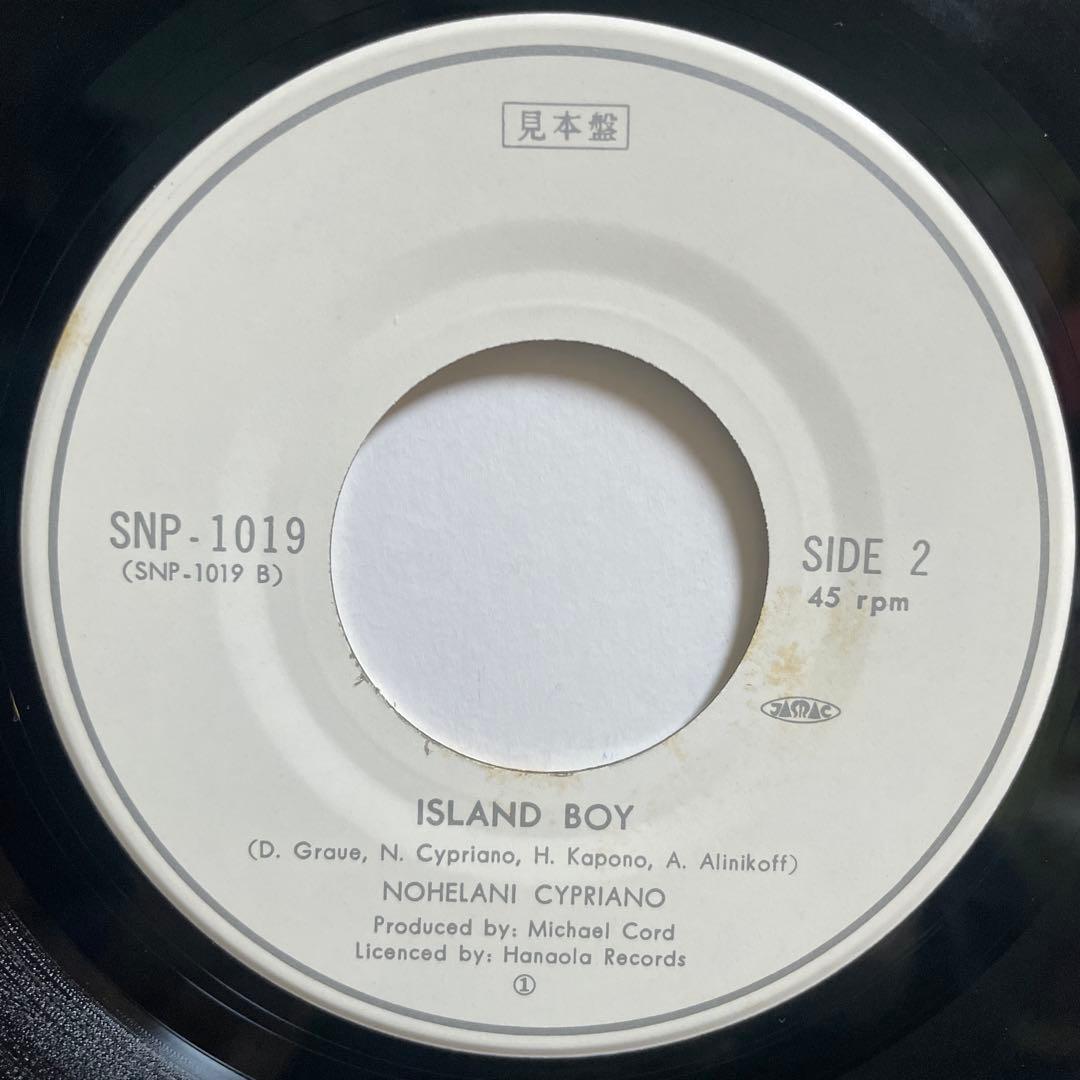 見本盤
SNP-1019
(SNP-1019 B)
SIDE 2
45 rpm
JASRAC
ISLAND BOY
(D. Graue, N. Cypriano, H. Kapono, A. Alinikoff)
NOHELANI CYPRIANO
Produced by: Michael Cord
Licenced by: Hanaola Records
①